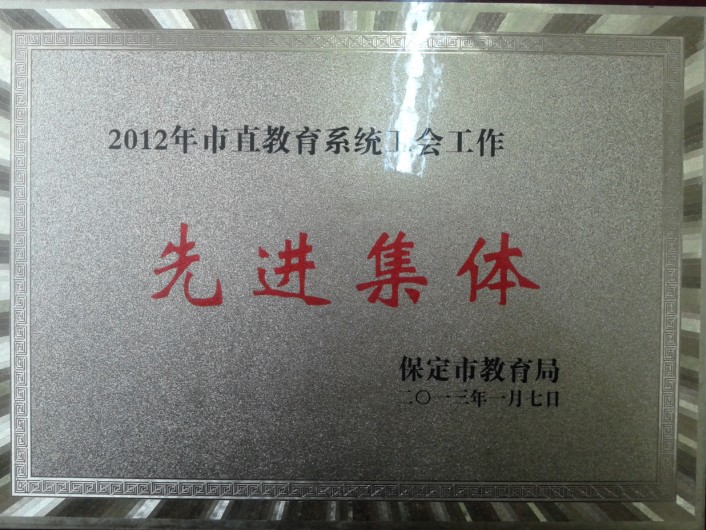 2012年市直教育系统工会工作
先进集体
保定市教育局
二〇一三年一月七日